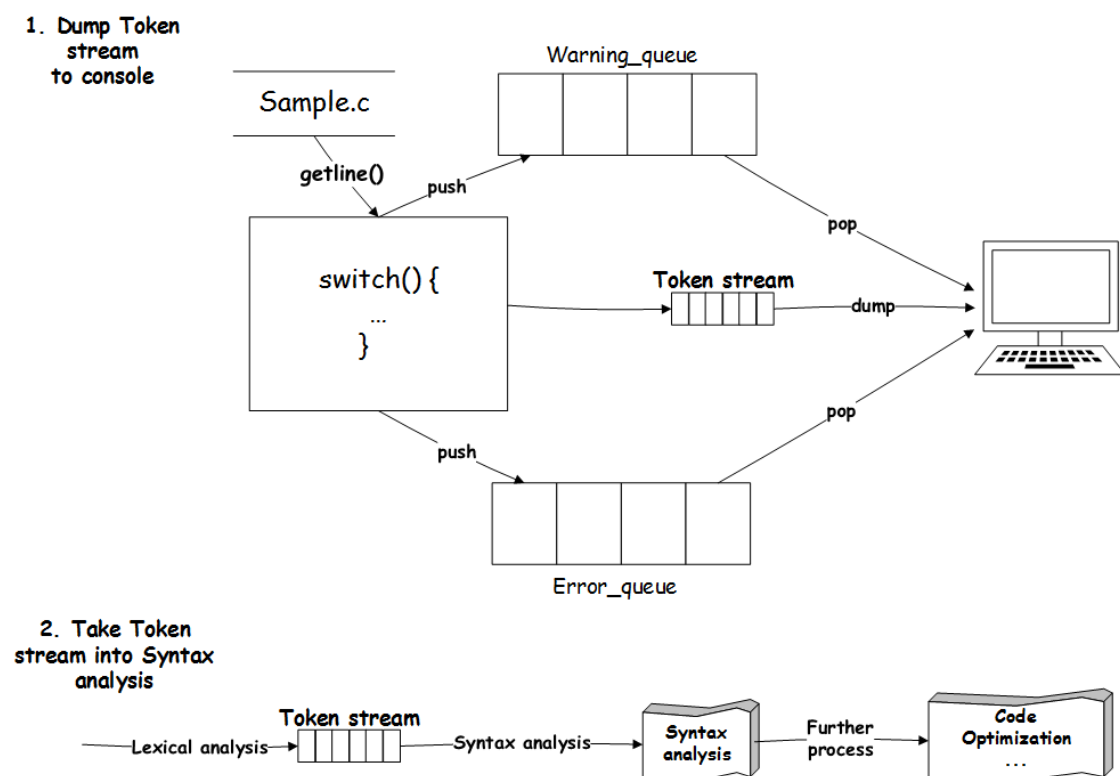 1. Dump Token
stream
to console
Warning_queue
Sample.c
getline()
push
pop
switch() {
...
}
Token stream
dump
push
pop
Error_queue
2. Take Token
stream into Syntax
analysis
Token stream
Lexical analysis
Syntax analysis
Syntax
analysis
Further
process
Code
Optimization
...